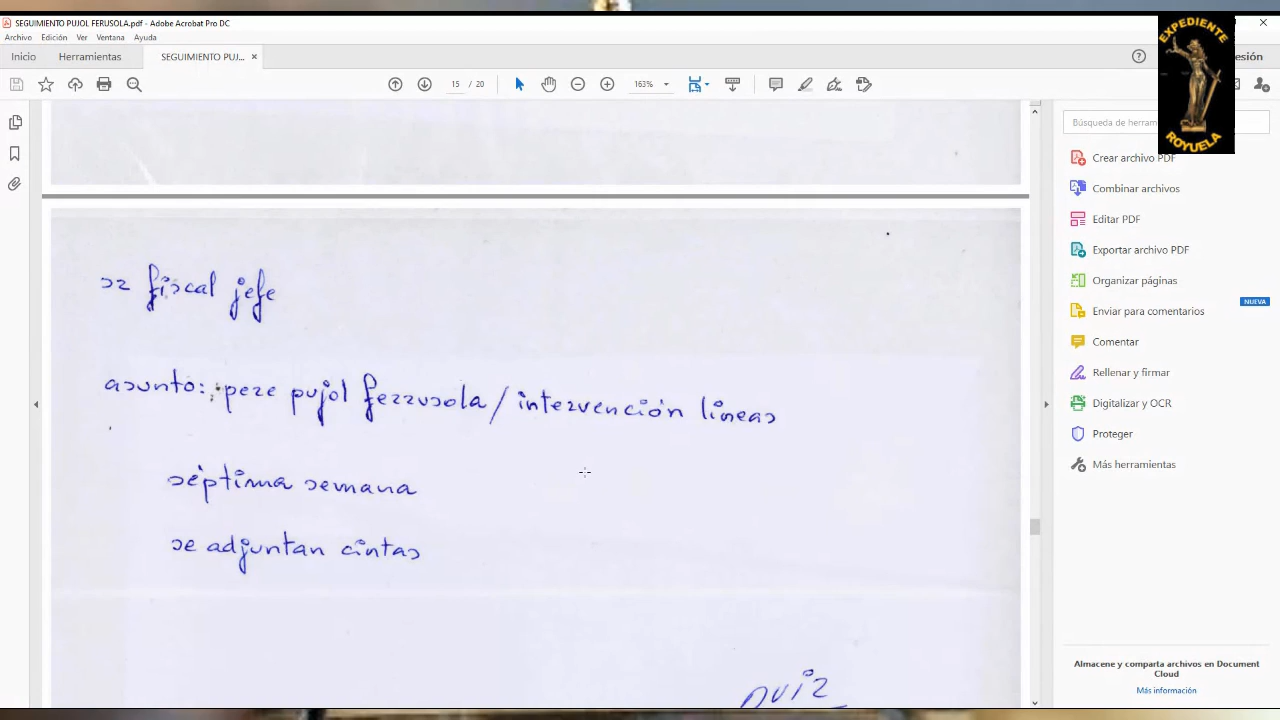 SEGUIMIENTO PUJOL FERUSOLA.pdf - Adobe Acrobat Pro DC
Archivo Edición Ver Ventana Ayuda
Inicio Herramientas SEGUIMIENTO PUJ... ×
15 / 20 163%
EXPEDIENTE
ROYUELA
esión
Búsqueda de herram
Crear archivo PDF
Combinar archivos
Editar PDF
Exportar archivo PDF
Organizar páginas
Enviar para comentarios
NUEVA
Comentar
Rellenar y firmar
Digitalizar y OCR
Proteger
Más herramientas
Almacene y comparta archivos en Document
Cloud
Más información
sr fiscal jefe
asunto: pere pujol ferrusola / intervención lineas
séptima semana
se adjuntan cintas